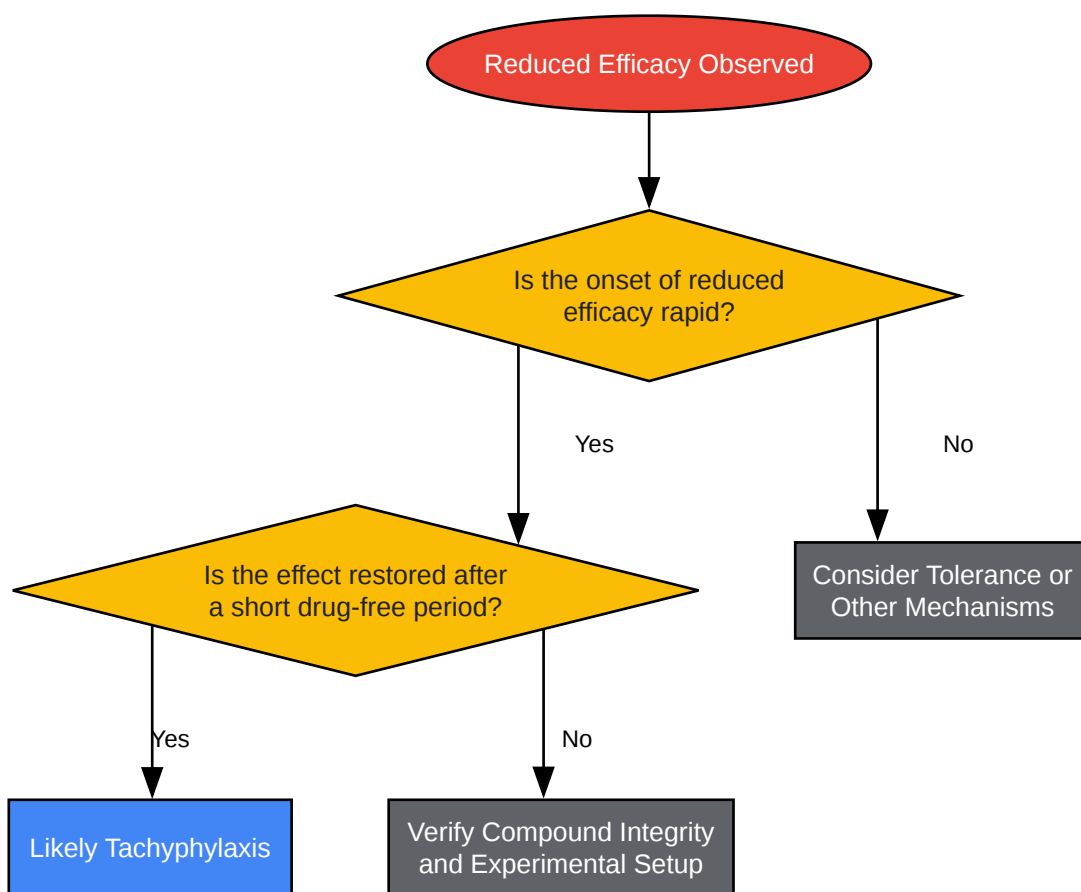 Reduced Efficacy Observed
Is the onset of reduced
efficacy rapid?
Yes
No
Is the effect restored after
a short drug-free period?
Consider Tolerance or
Other Mechanisms
Yes
No
Likely Tachyphylaxis
Verify Compound Integrity
and Experimental Setup